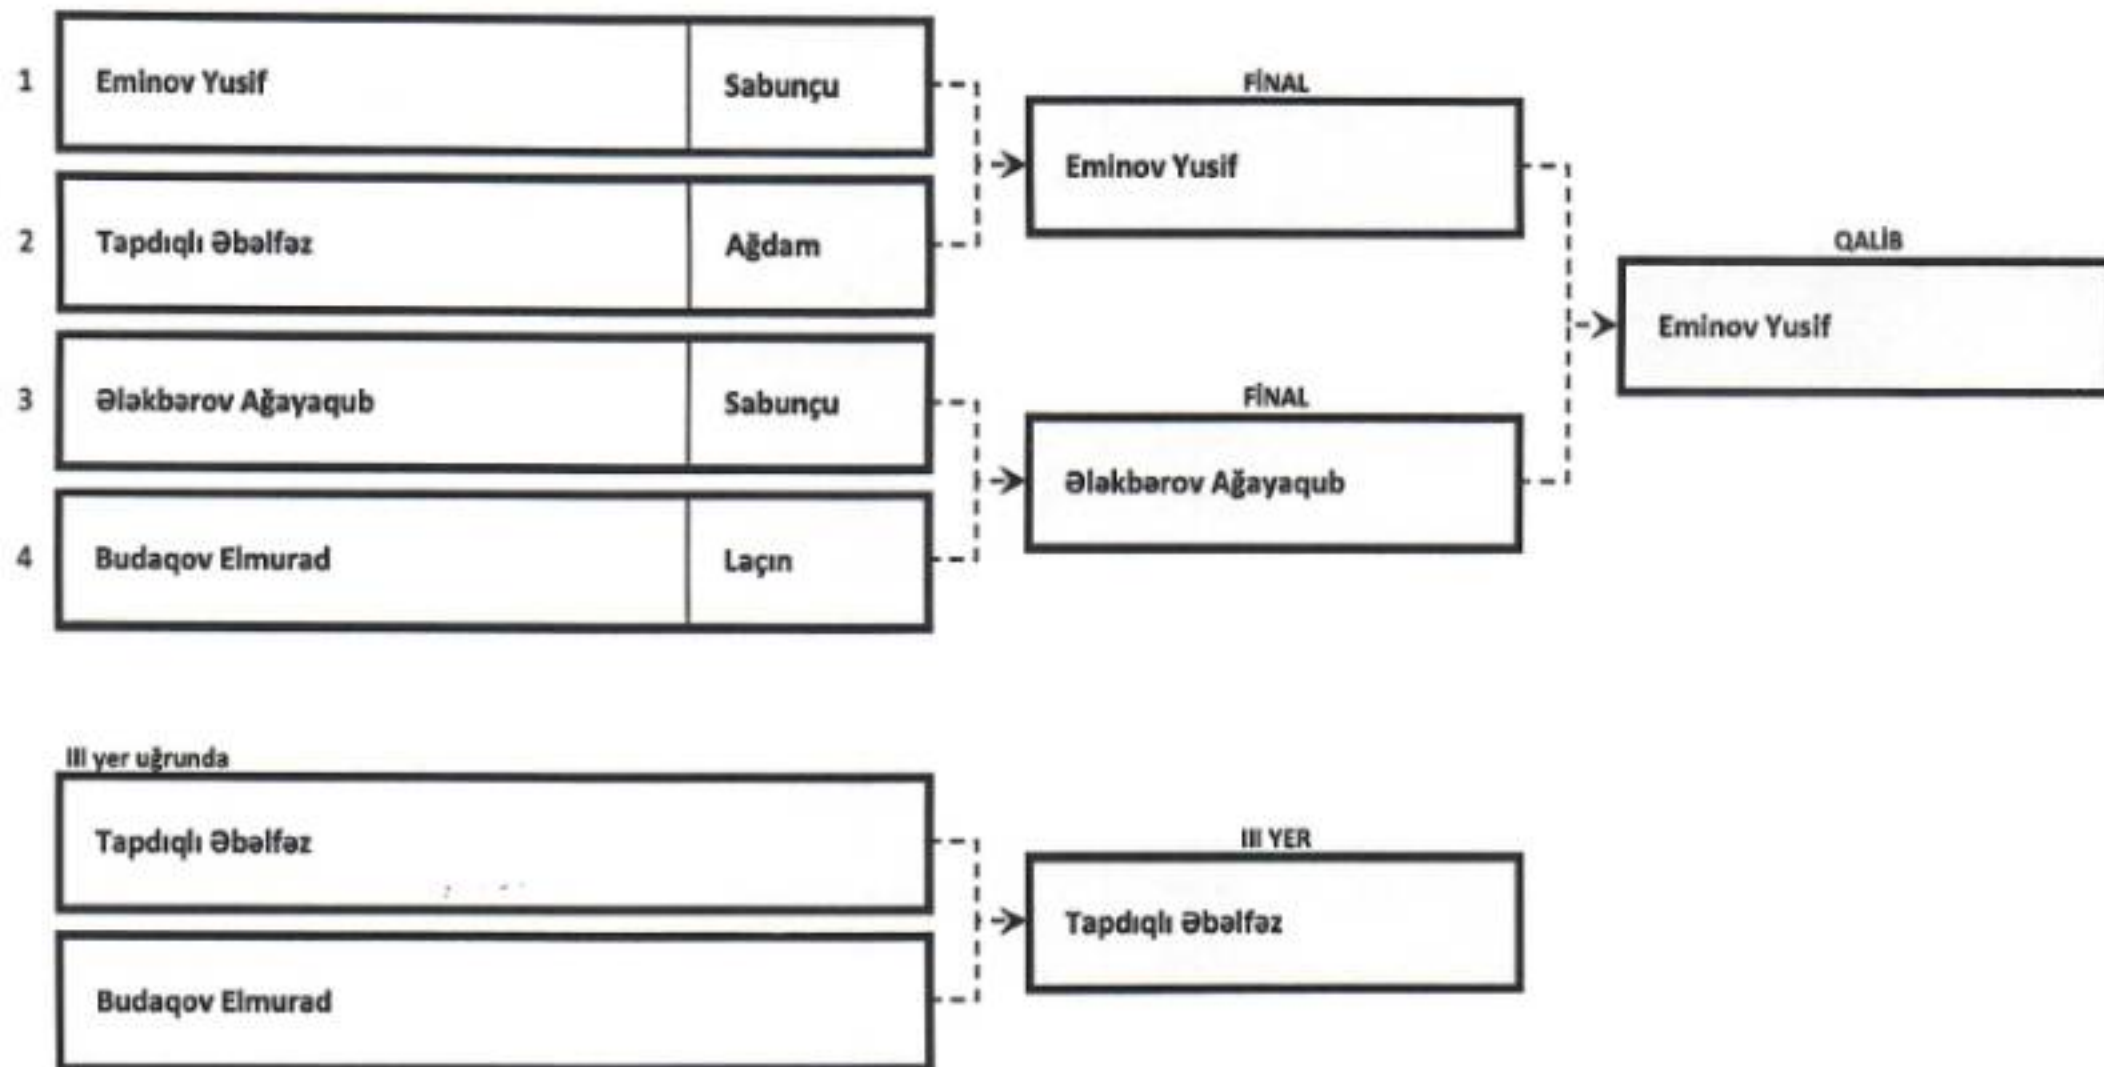 1 Eminov Yusif Sabunçu
2 Tapdıqlı Əbəlfəz Ağdam
3 Ələkbərov Ağayaqub Sabunçu
4 Budaqov Elmurad Laçın
FİNAL
Eminov Yusif
FİNAL
Ələkbərov Ağayaqub
QALİB
Eminov Yusif
III yer uğrunda
Tapdıqlı Əbəlfəz
Budaqov Elmurad
III YER
Tapdıqlı Əbəlfəz